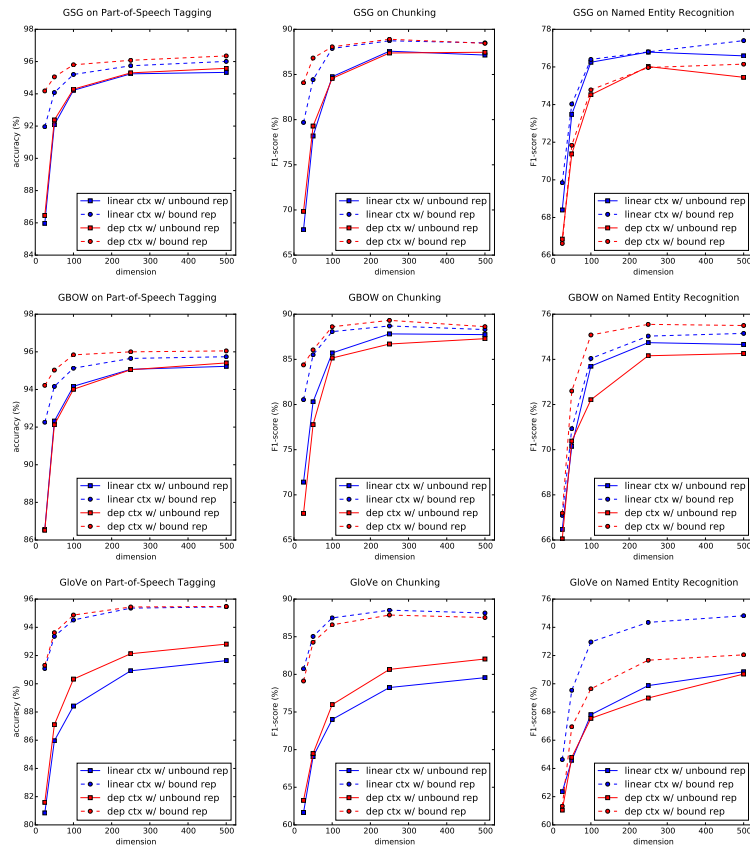 GSG on Part-of-Speech Tagging
98
96
94
92
90
88
86
84
accuracy (%)
0 100 200 300 400 500
dimension
linear ctx w/ unbound rep
linear ctx w/ bound rep
dep ctx w/ unbound rep
dep ctx w/ bound rep
GSG on Chunking
90
85
80
75
70
65
F1-score (%)
0 100 200 300 400 500
dimension
linear ctx w/ unbound rep
linear ctx w/ bound rep
dep ctx w/ unbound rep
dep ctx w/ bound rep
GSG on Named Entity Recognition
78
76
74
72
70
68
66
F1-score (%)
0 100 200 300 400 500
dimension
linear ctx w/ unbound rep
linear ctx w/ bound rep
dep ctx w/ unbound rep
dep ctx w/ bound rep
GBOW on Part-of-Speech Tagging
98
96
94
92
90
88
86
accuracy (%)
0 100 200 300 400 500
dimension
linear ctx w/ unbound rep
linear ctx w/ bound rep
dep ctx w/ unbound rep
dep ctx w/ bound rep
GBOW on Chunking
90
85
80
75
70
65
F1-score (%)
0 100 200 300 400 500
dimension
linear ctx w/ unbound rep
linear ctx w/ bound rep
dep ctx w/ unbound rep
dep ctx w/ bound rep
GBOW on Named Entity Recognition
76
74
72
70
68
66
F1-score (%)
0 100 200 300 400 500
dimension
linear ctx w/ unbound rep
linear ctx w/ bound rep
dep ctx w/ unbound rep
dep ctx w/ bound rep
GloVe on Part-of-Speech Tagging
96
94
92
90
88
86
84
82
80
accuracy (%)
0 100 200 300 400 500
dimension
linear ctx w/ unbound rep
linear ctx w/ bound rep
dep ctx w/ unbound rep
dep ctx w/ bound rep
GloVe on Chunking
90
85
80
75
70
65
60
F1-score (%)
0 100 200 300 400 500
dimension
linear ctx w/ unbound rep
linear ctx w/ bound rep
dep ctx w/ unbound rep
dep ctx w/ bound rep
GloVe on Named Entity Recognition
76
74
72
70
68
66
64
62
60
F1-score (%)
0 100 200 300 400 500
dimension
linear ctx w/ unbound rep
linear ctx w/ bound rep
dep ctx w/ unbound rep
dep ctx w/ bound rep